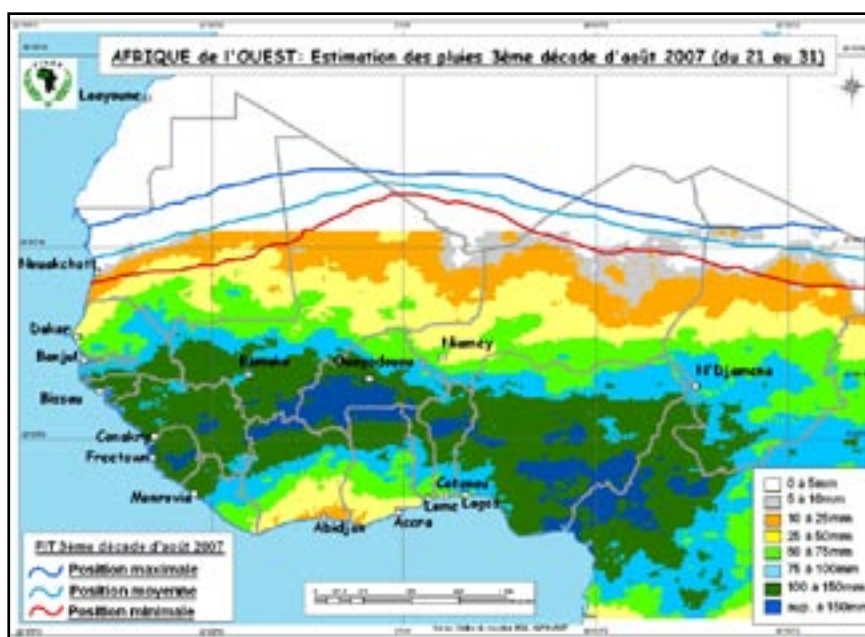 AFRIQUE de l'OUEST: Estimation des pluies 3ème décade d'août 2007 (du 21 au 31)
Laayoune
Nouakchott
Dakar
Banjul
Bissau
Bamako
Ouagadougou
Niamey
N'Djamena
Conakry
Freetown
Monrovia
Abidjan
Accra
Lome
Cotonou
Lagos
0 à 5mm
5 à 10mm
10 à 25mm
25 à 50mm
50 à 75mm
75 à 100mm
100 à 150mm
sup. à 150mm
FIT 3ème décade d'août 2007
Position maximale
Position moyenne
Position minimale